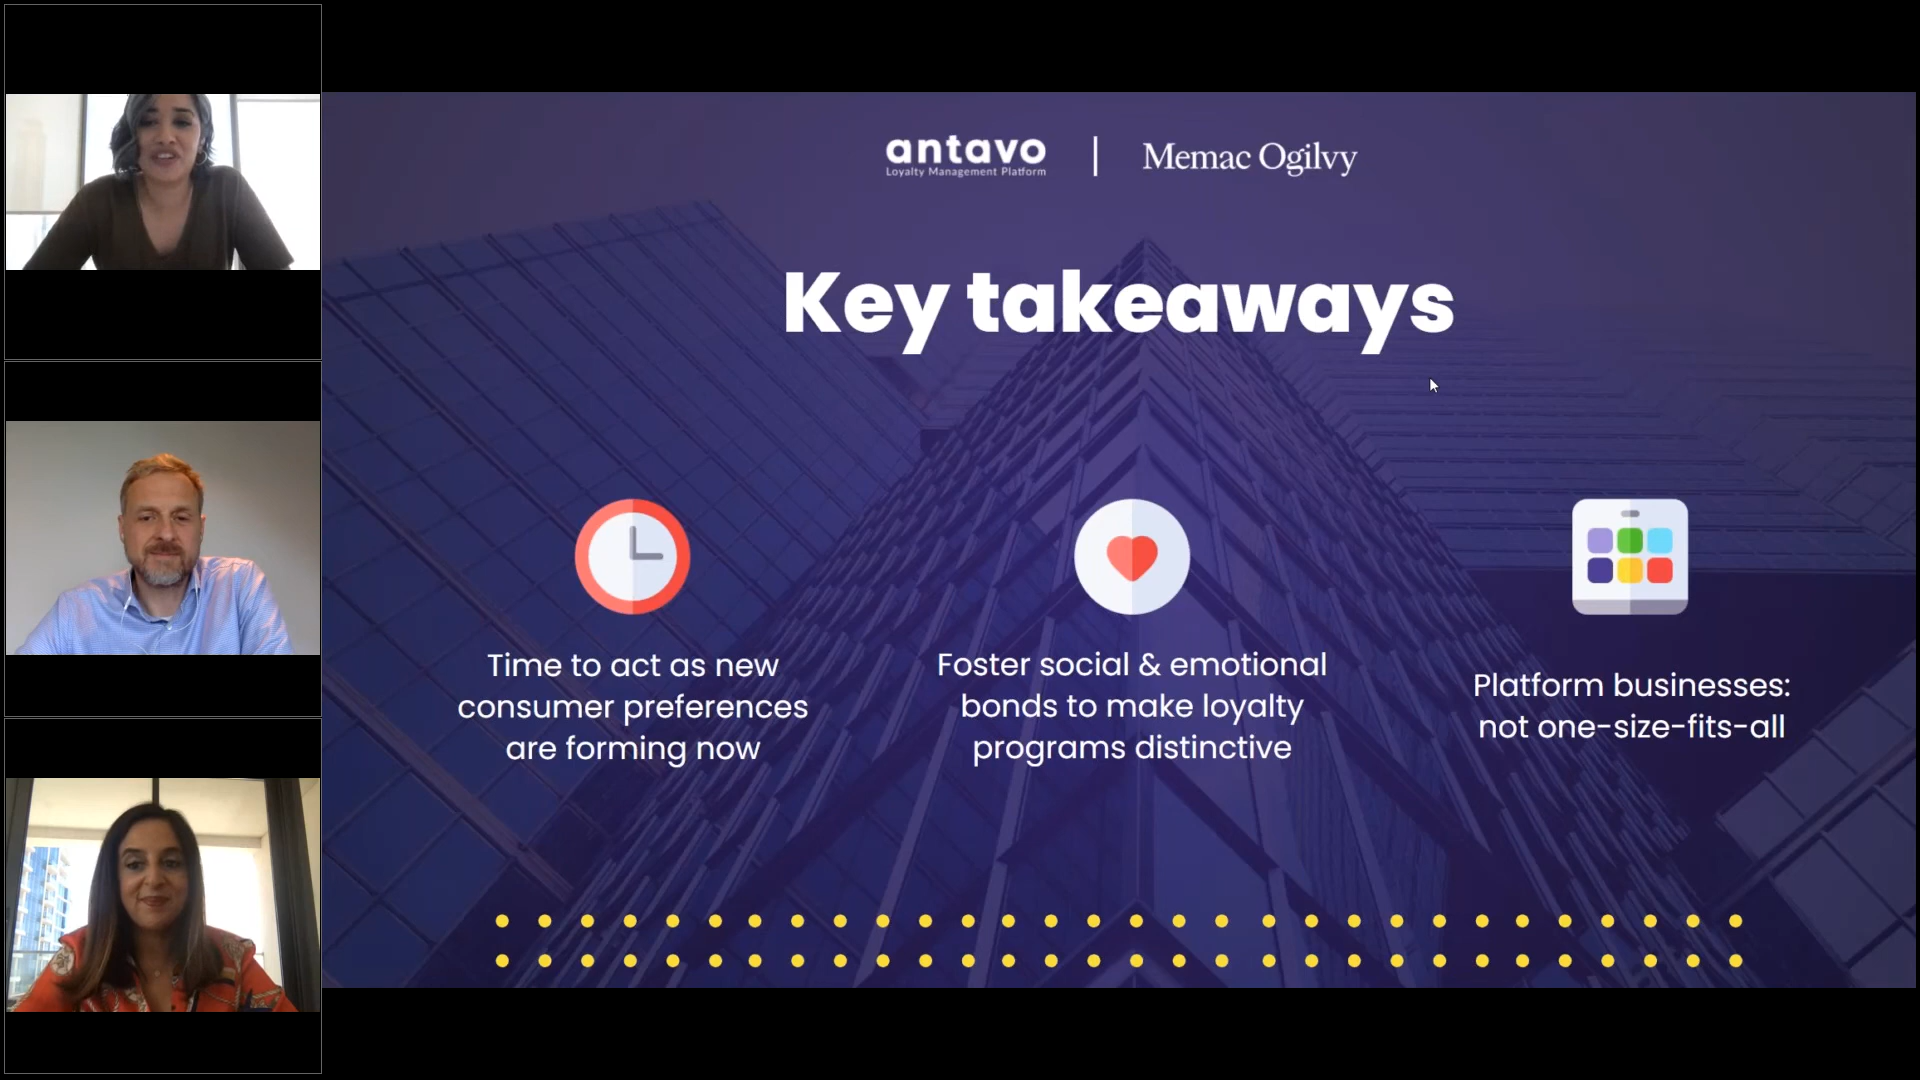 antavo
Loyalty Management Platform
Memac Ogilvy
Key takeaways
Time to act as new
consumer preferences
are forming now
Foster social & emotional
bonds to make loyalty
programs distinctive
Platform businesses:
not one-size-fits-all